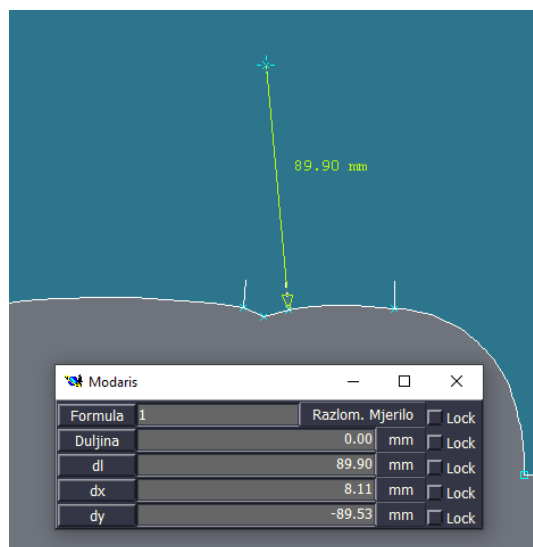 89.90 mm
Modaris
Formula 1 Razlom. Mjerilo Lock
Duljina 0.00 mm Lock
dl 89.90 mm Lock
dx 8.11 mm Lock
dy -89.53 mm Lock